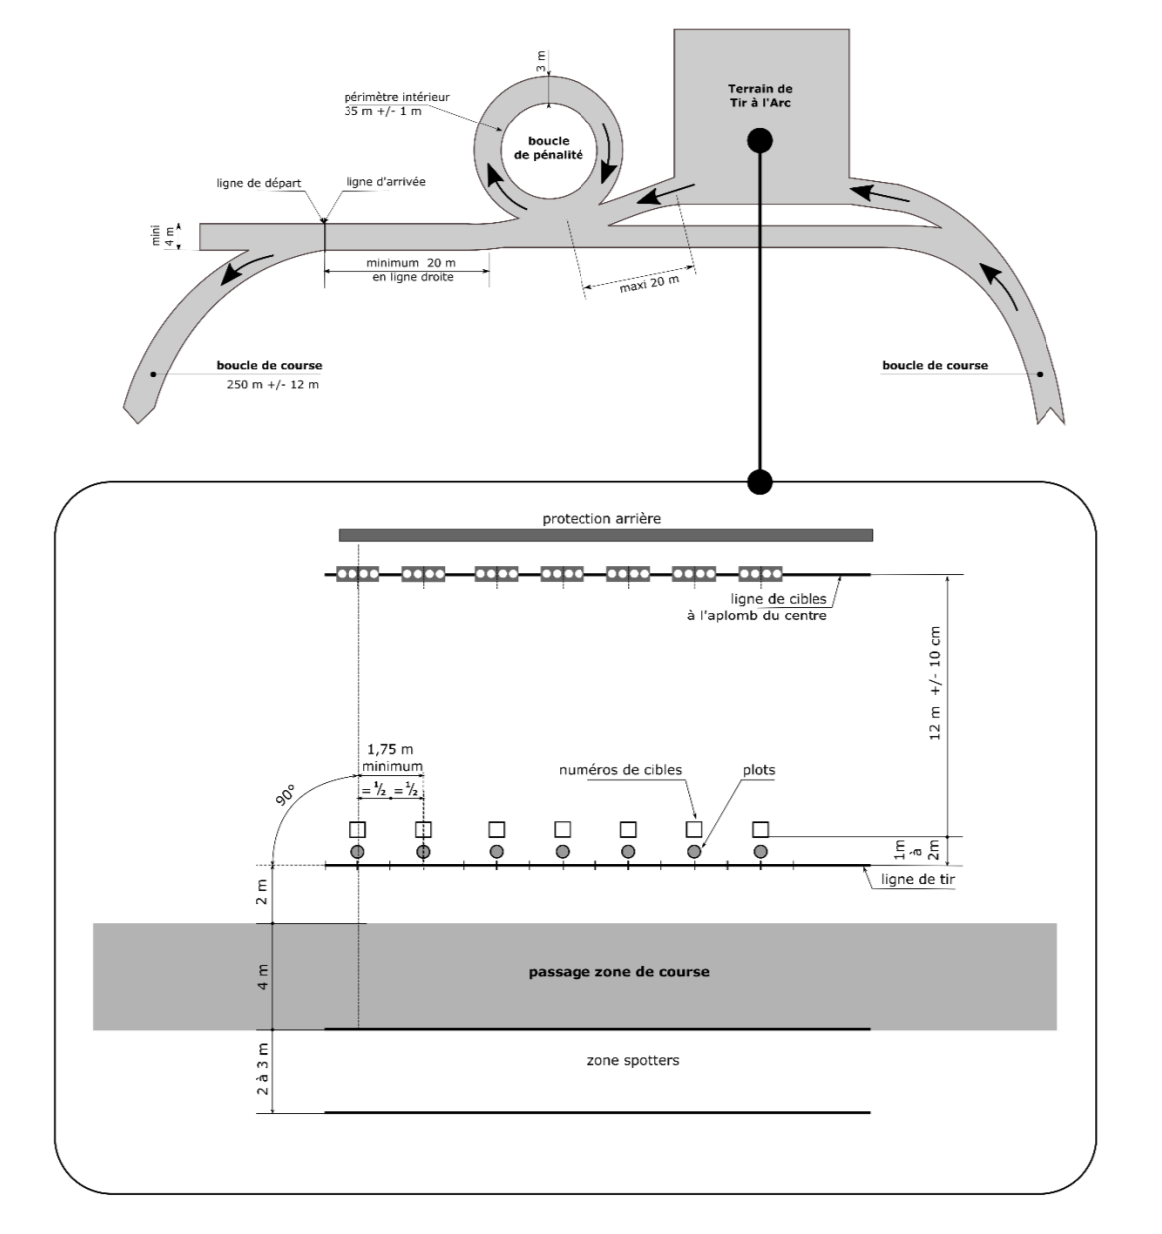 3 m
Terrain de
Tir à l'Arc
périmètre intérieur
35 m +/- 1 m
boucle
de pénalité
ligne de départ
ligne d'arrivée
mini
4 m
minimum 20 m
en ligne droite
maxi 20 m
boucle de course
250 m +/- 12 m
boucle de course
protection arrière
ligne de cibles
à l'aplomb du centre
12 m +/- 10 cm
1,75 m
minimum
= ½ = ½
90°
numéros de cibles
plots
1m
à
2m
ligne de tir
2 m
passage zone de course
4 m
zone spotters
2 à 3 m